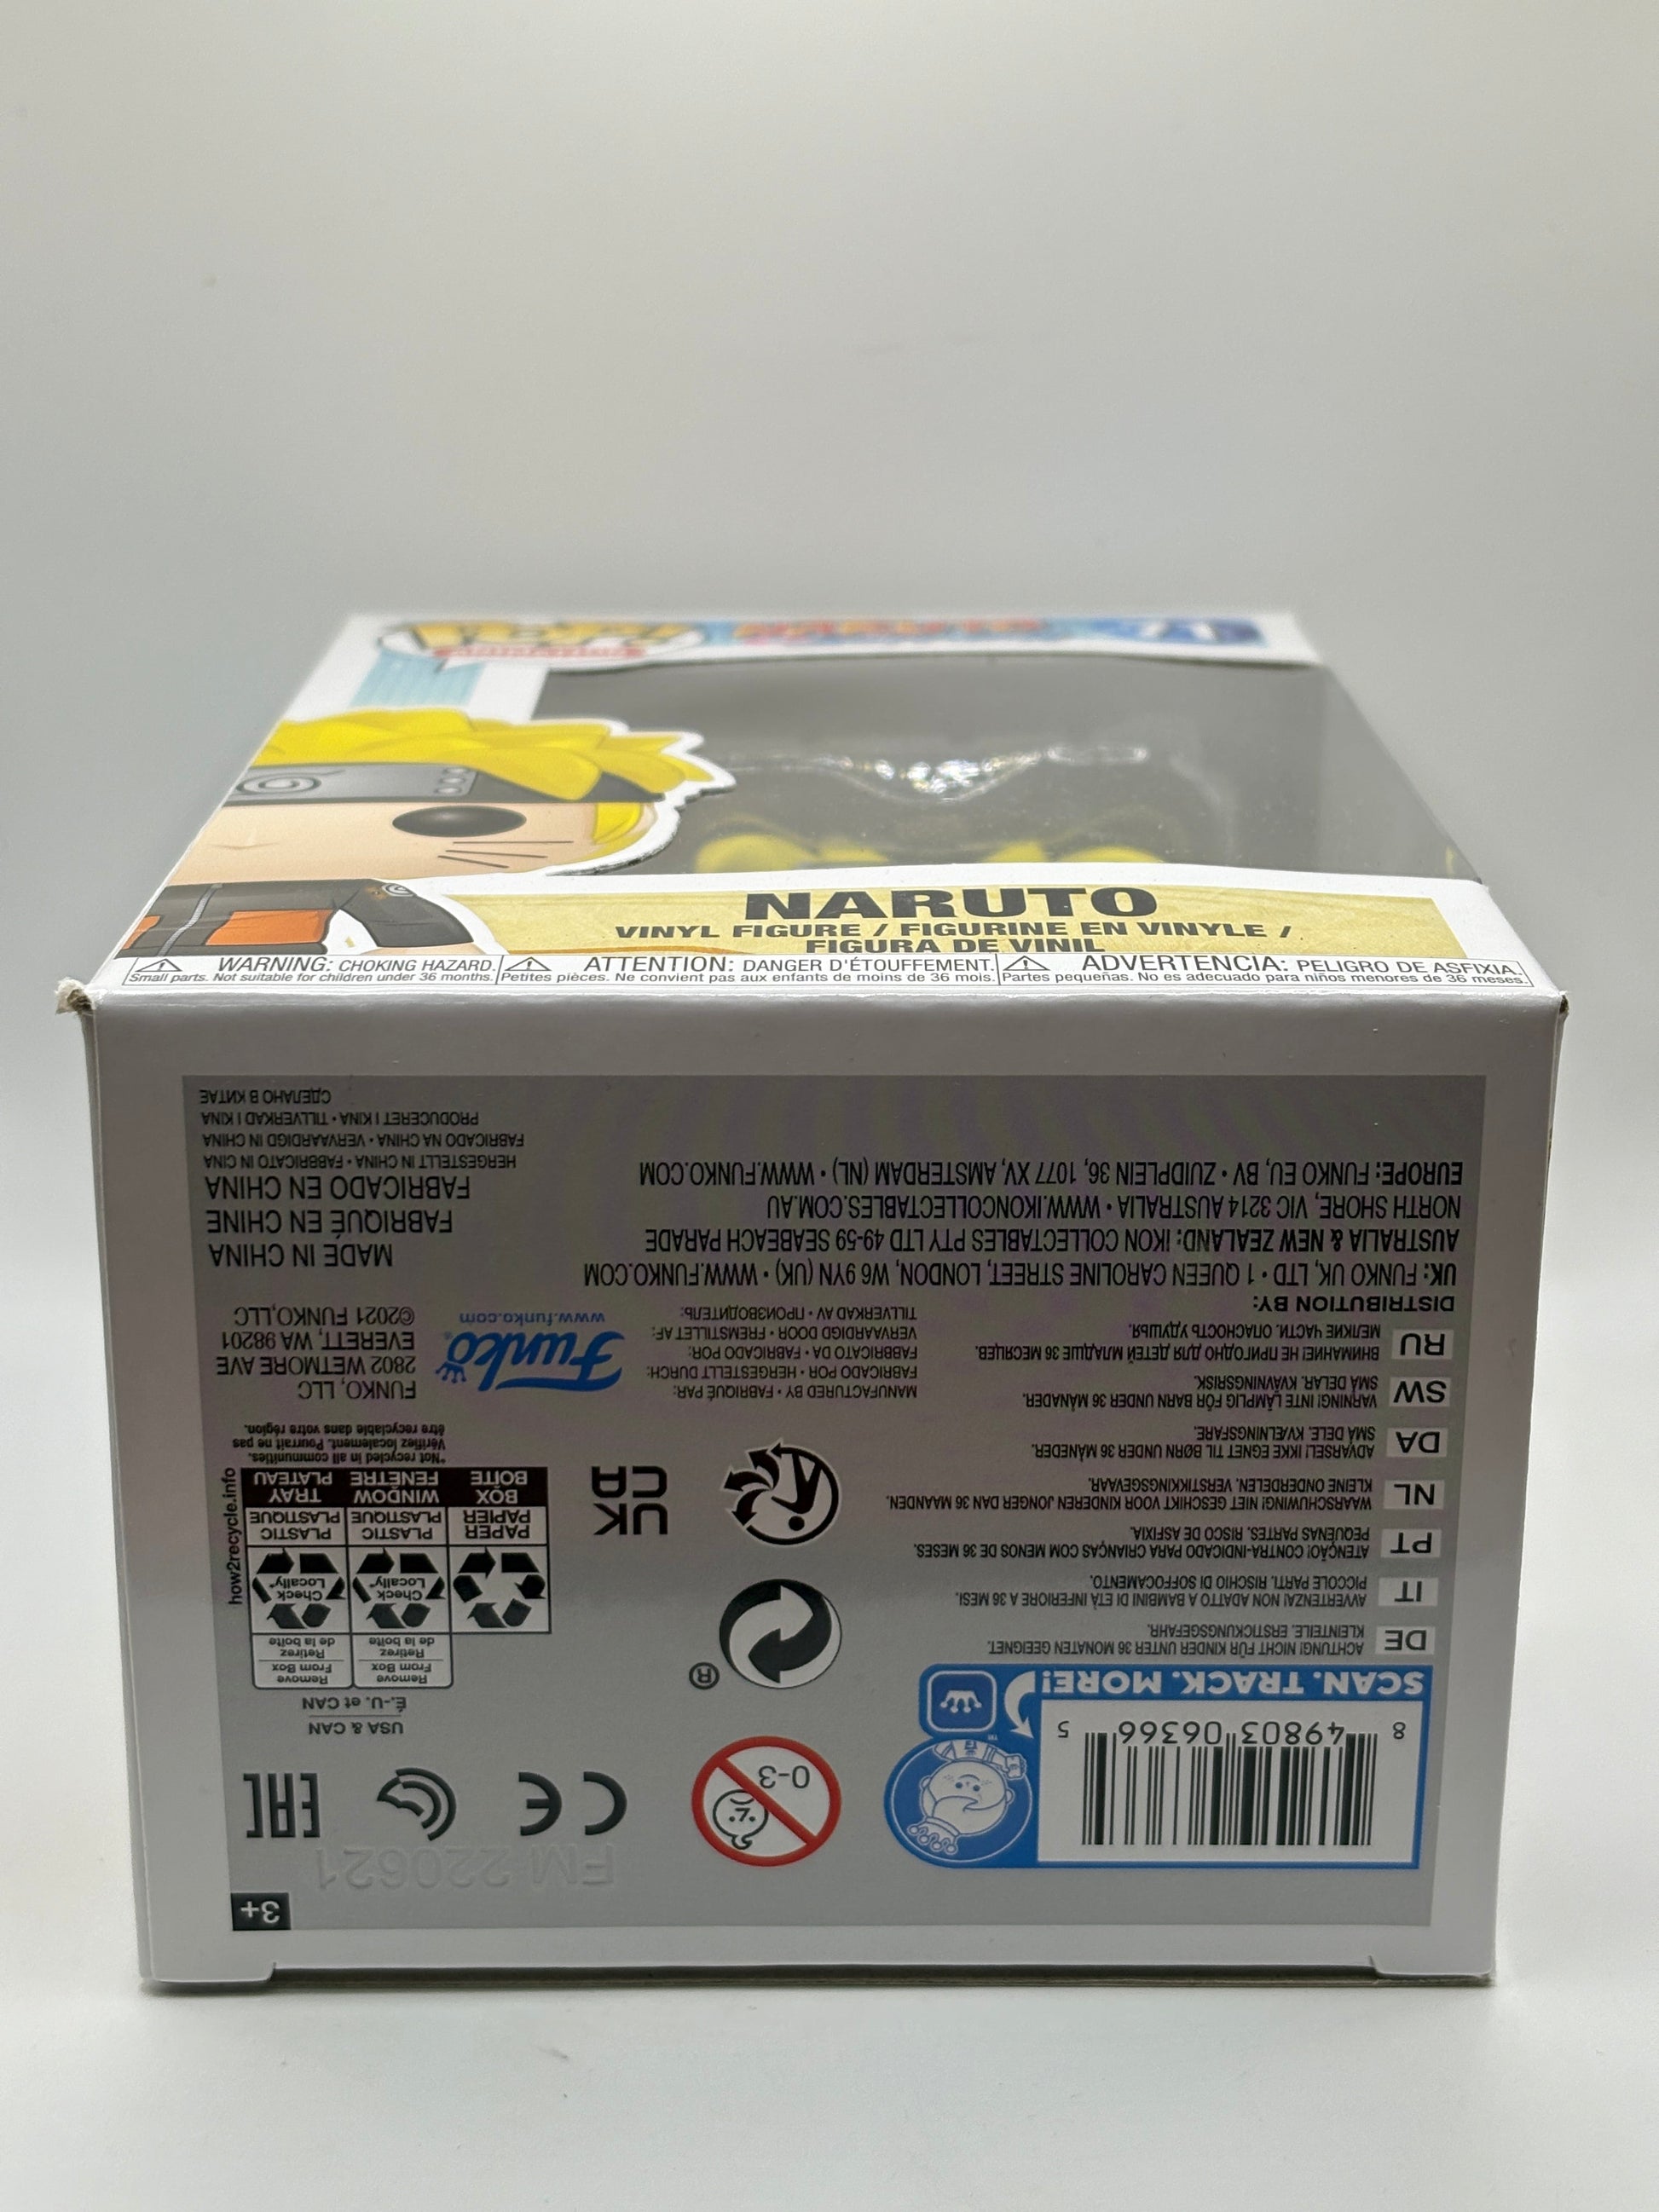 POP!
ANIMATION
NARUTO
71
NARUTO
VINYL FIGURE / FIGURINE EN VINYLE /
FIGURA DE VINIL
WARNING: CHOKING HAZARD.
Small parts. Not suitable for children under 36 months.
ATTENTION: DANGER D'ÉTOUFFEMENT.
Petites pièces. Ne convient pas aux enfants de moins de 36 mois.
ADVERTENCIA: PELIGRO DE ASFIXIA.
Partes pequeñas. No es adecuado para niños menores de 36 meses.
3+
FM-220621
8 49803 06366 5
SCAN. TRACK. MORE!
™
0-3
CE
EAC
USA & CAN
É.-U. et CAN
Remove
From Box
Retirez
de la boîte
Remove
From Box
Retirez
de la boîte
Check
Locally*
Check
Locally*
PAPER
PAPIER
PLASTIC
PLASTIQUE
PLASTIC
PLASTIQUE
BOX
BOÎTE
WINDOW
FENÊTRE
TRAY
PLATEAU
how2recycle.info
*Not recycled in all communities.
Vérifiez localement. Pourrait ne pas
être recyclable dans votre région.
®
UK
CA
DE
ACHTUNG! NICHT FÜR KINDER UNTER 36 MONATEN GEEIGNET.
KLEINTEILE. ERSTICKUNGSGEFAHR.
IT
AVVERTENZA! NON ADATTO A BAMBINI DI ETÀ INFERIORE A 36 MESI.
PICCOLE PARTI. RISCHIO DI SOFFOCAMENTO.
PT
ATENÇÃO! CONTRA-INDICADO PARA CRIANÇAS COM MENOS DE 36 MESES.
PEQUENAS PARTES. RISCO DE ASFIXIA.
NL
WAARSCHUWING! NIET GESCHIKT VOOR KINDEREN JONGER DAN 36 MAANDEN.
KLEINE ONDERDELEN. VERSTIKKINGSGEVAAR.
DA
ADVARSEL! IKKE EGNET TIL BØRN UNDER 36 MÅNEDER.
SMÅ DELE. KVELNINGSFARE.
SW
VARNING! INTE LÄMPLIG FÖR BARN UNDER 36 MÅNADER.
SMÅ DELAR. KVÄVNINGSRISK.
RU
ВНИМАНИЕ! НЕ ПРИГОДНО ДЛЯ ДЕТЕЙ МЛАДШЕ 36 МЕСЯЦЕВ.
МЕЛКИЕ ЧАСТИ. ОПАСНОСТЬ УДУШЬЯ.
MANUFACTURED BY • FABRIQUÉ PAR:
FABRICADO POR • HERGESTELLT DURCH:
FABBRICATO DA • FABRICADO POR:
VERVAARDIGD DOOR • FREMSTILLET AF:
TILLVERKAD AV • ПРОИЗВОДИТЕЛЬ:
Funko®
www.funko.com
FUNKO, LLC
2802 WETMORE AVE
EVERETT, WA 98201
©2021 FUNKO,LLC
DISTRIBUTION BY:
UK: FUNKO UK, LTD • 1 QUEEN CAROLINE STREET, LONDON, W6 9YN (UK) • WWW.FUNKO.COM
AUSTRALIA & NEW ZEALAND: IKON COLLECTABLES PTY LTD 49-59 SEABEACH PARADE
NORTH SHORE, VIC 3214 AUSTRALIA • WWW.IKONCOLLECTABLES.COM.AU
EUROPE: FUNKO EU, BV • ZUIDPLEIN 36, 1077 XV, AMSTERDAM (NL) • WWW.FUNKO.COM
MADE IN CHINA
FABRIQUÉ EN CHINE
FABRICADO EN CHINA
HERGESTELLT IN CHINA • FABBRICATO IN CINA
FABRICADO NA CHINA • VERVAARDIGD IN CHINA
PRODUCERET I KINA • TILLVERKAD I KINA
СДЕЛАНО В КИТАЕ